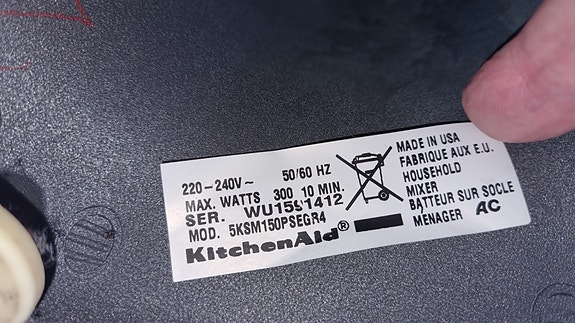 220-240V~ 50/60 HZ
MAX. WATTS 300 10 MIN.
SER. WU1591412
MOD. 5KSM150PSEGR4
KitchenAid®
MADE IN USA
FABRIQUE AUX E.U.
HOUSEHOLD
MIXER
BATTEUR SUR SOCLE
MENAGER AC